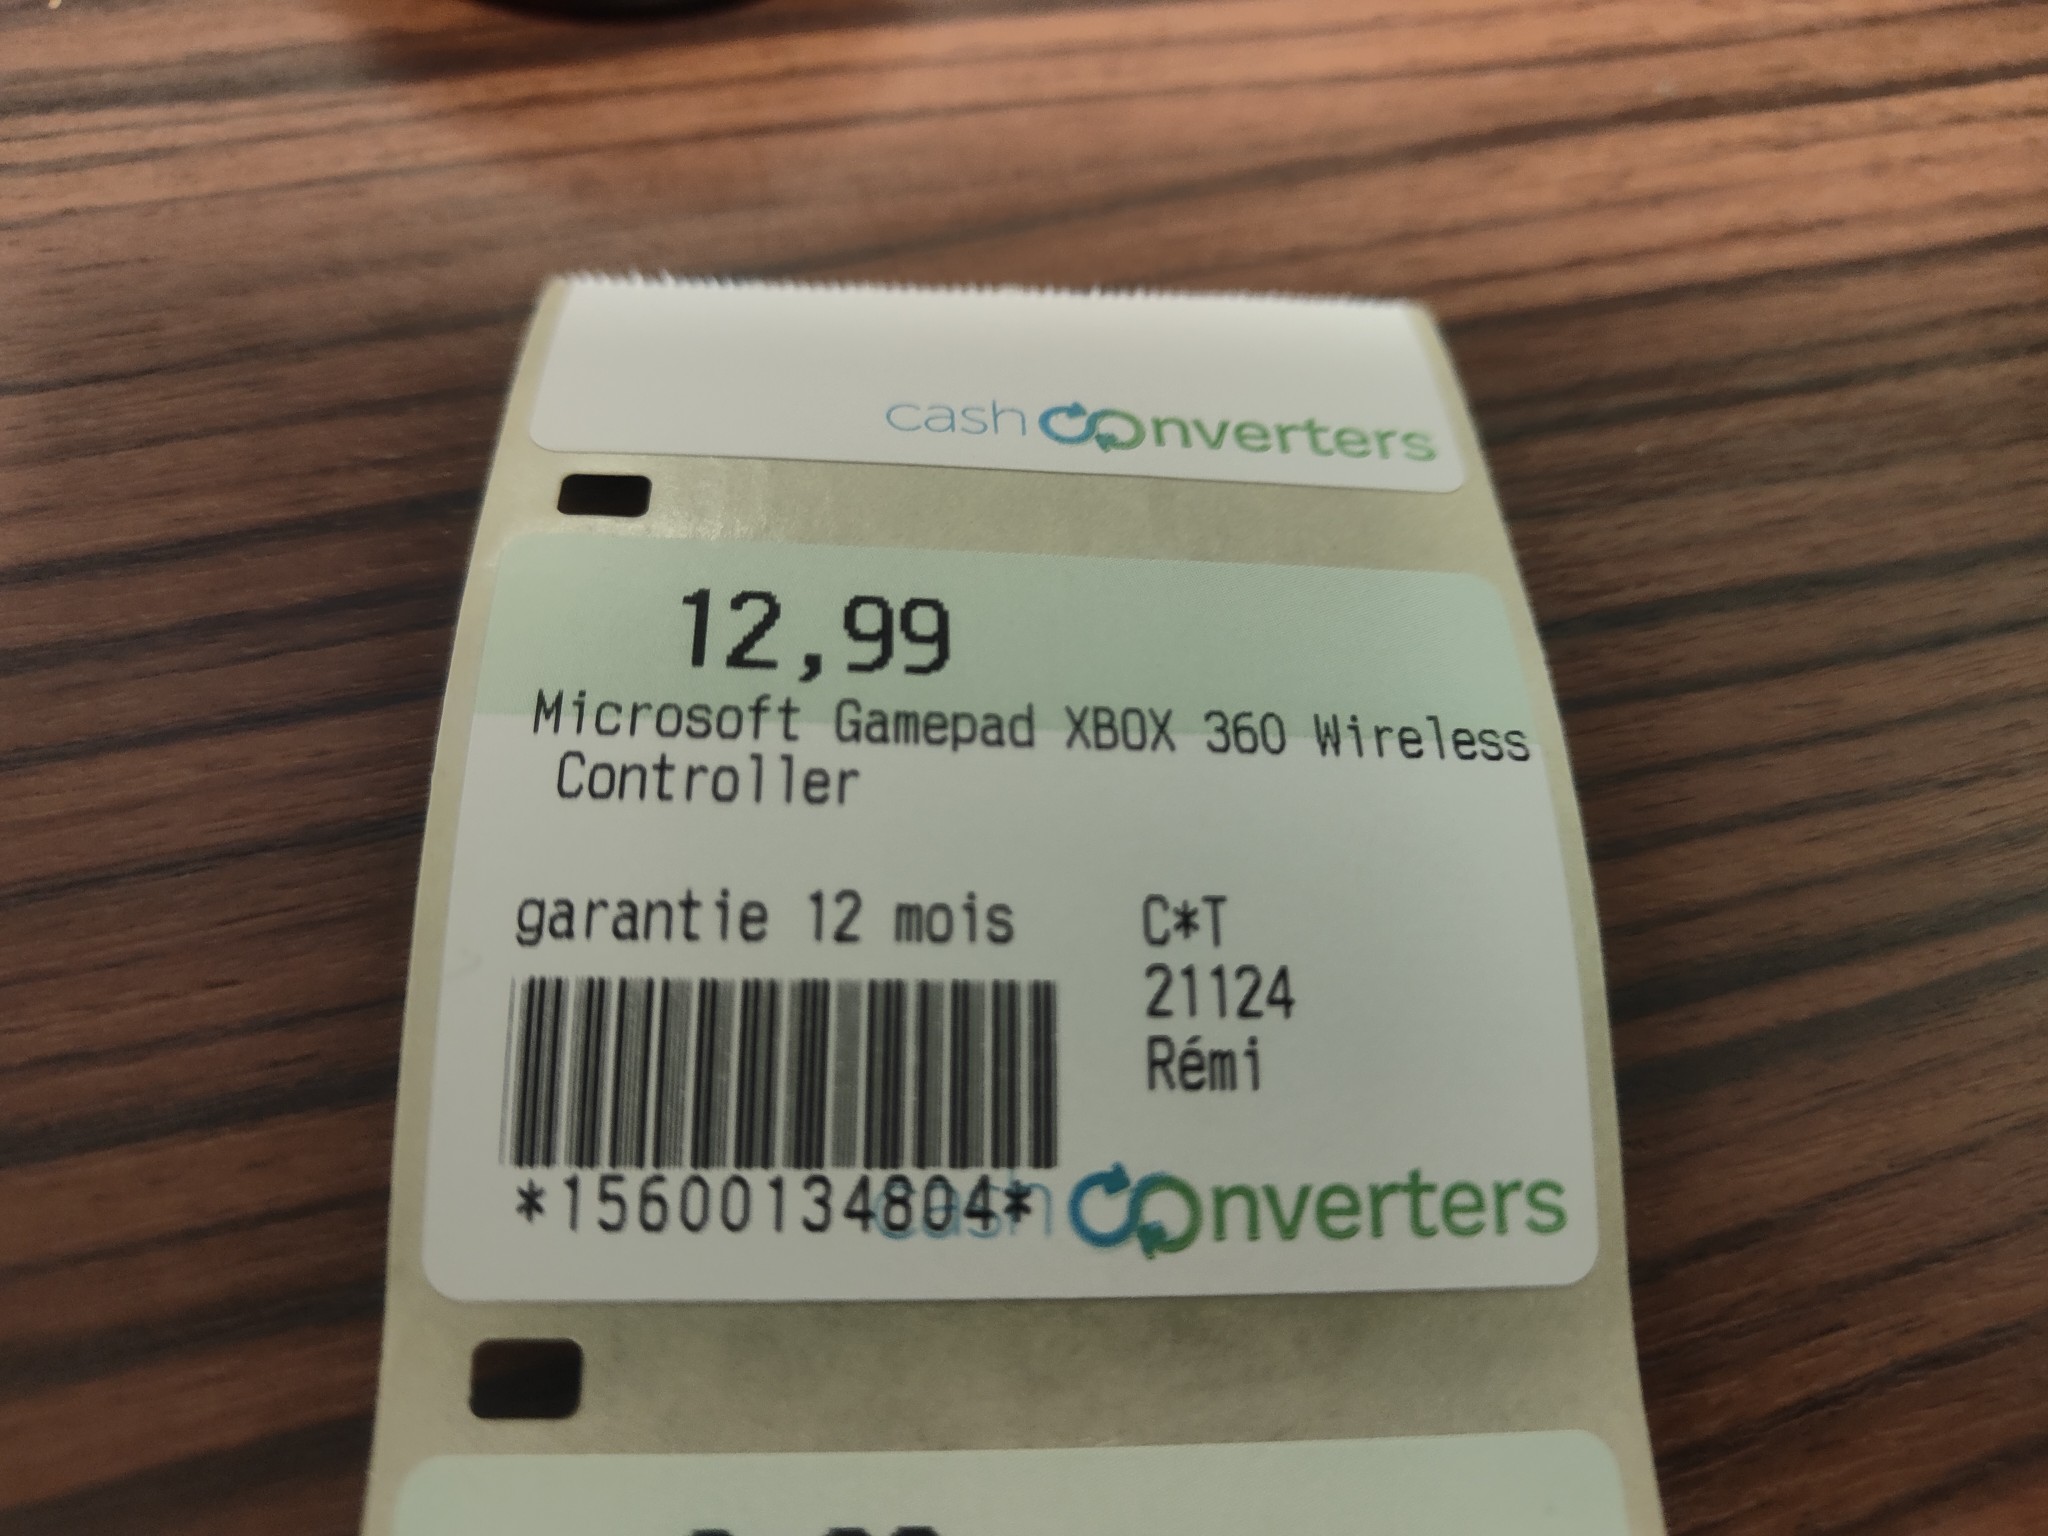 cash converters
12,99
Microsoft Gamepad XBOX 360 Wireless
Controller
garantie 12 mois
C*T
21124
Rémi
*15600134804*
cash converters